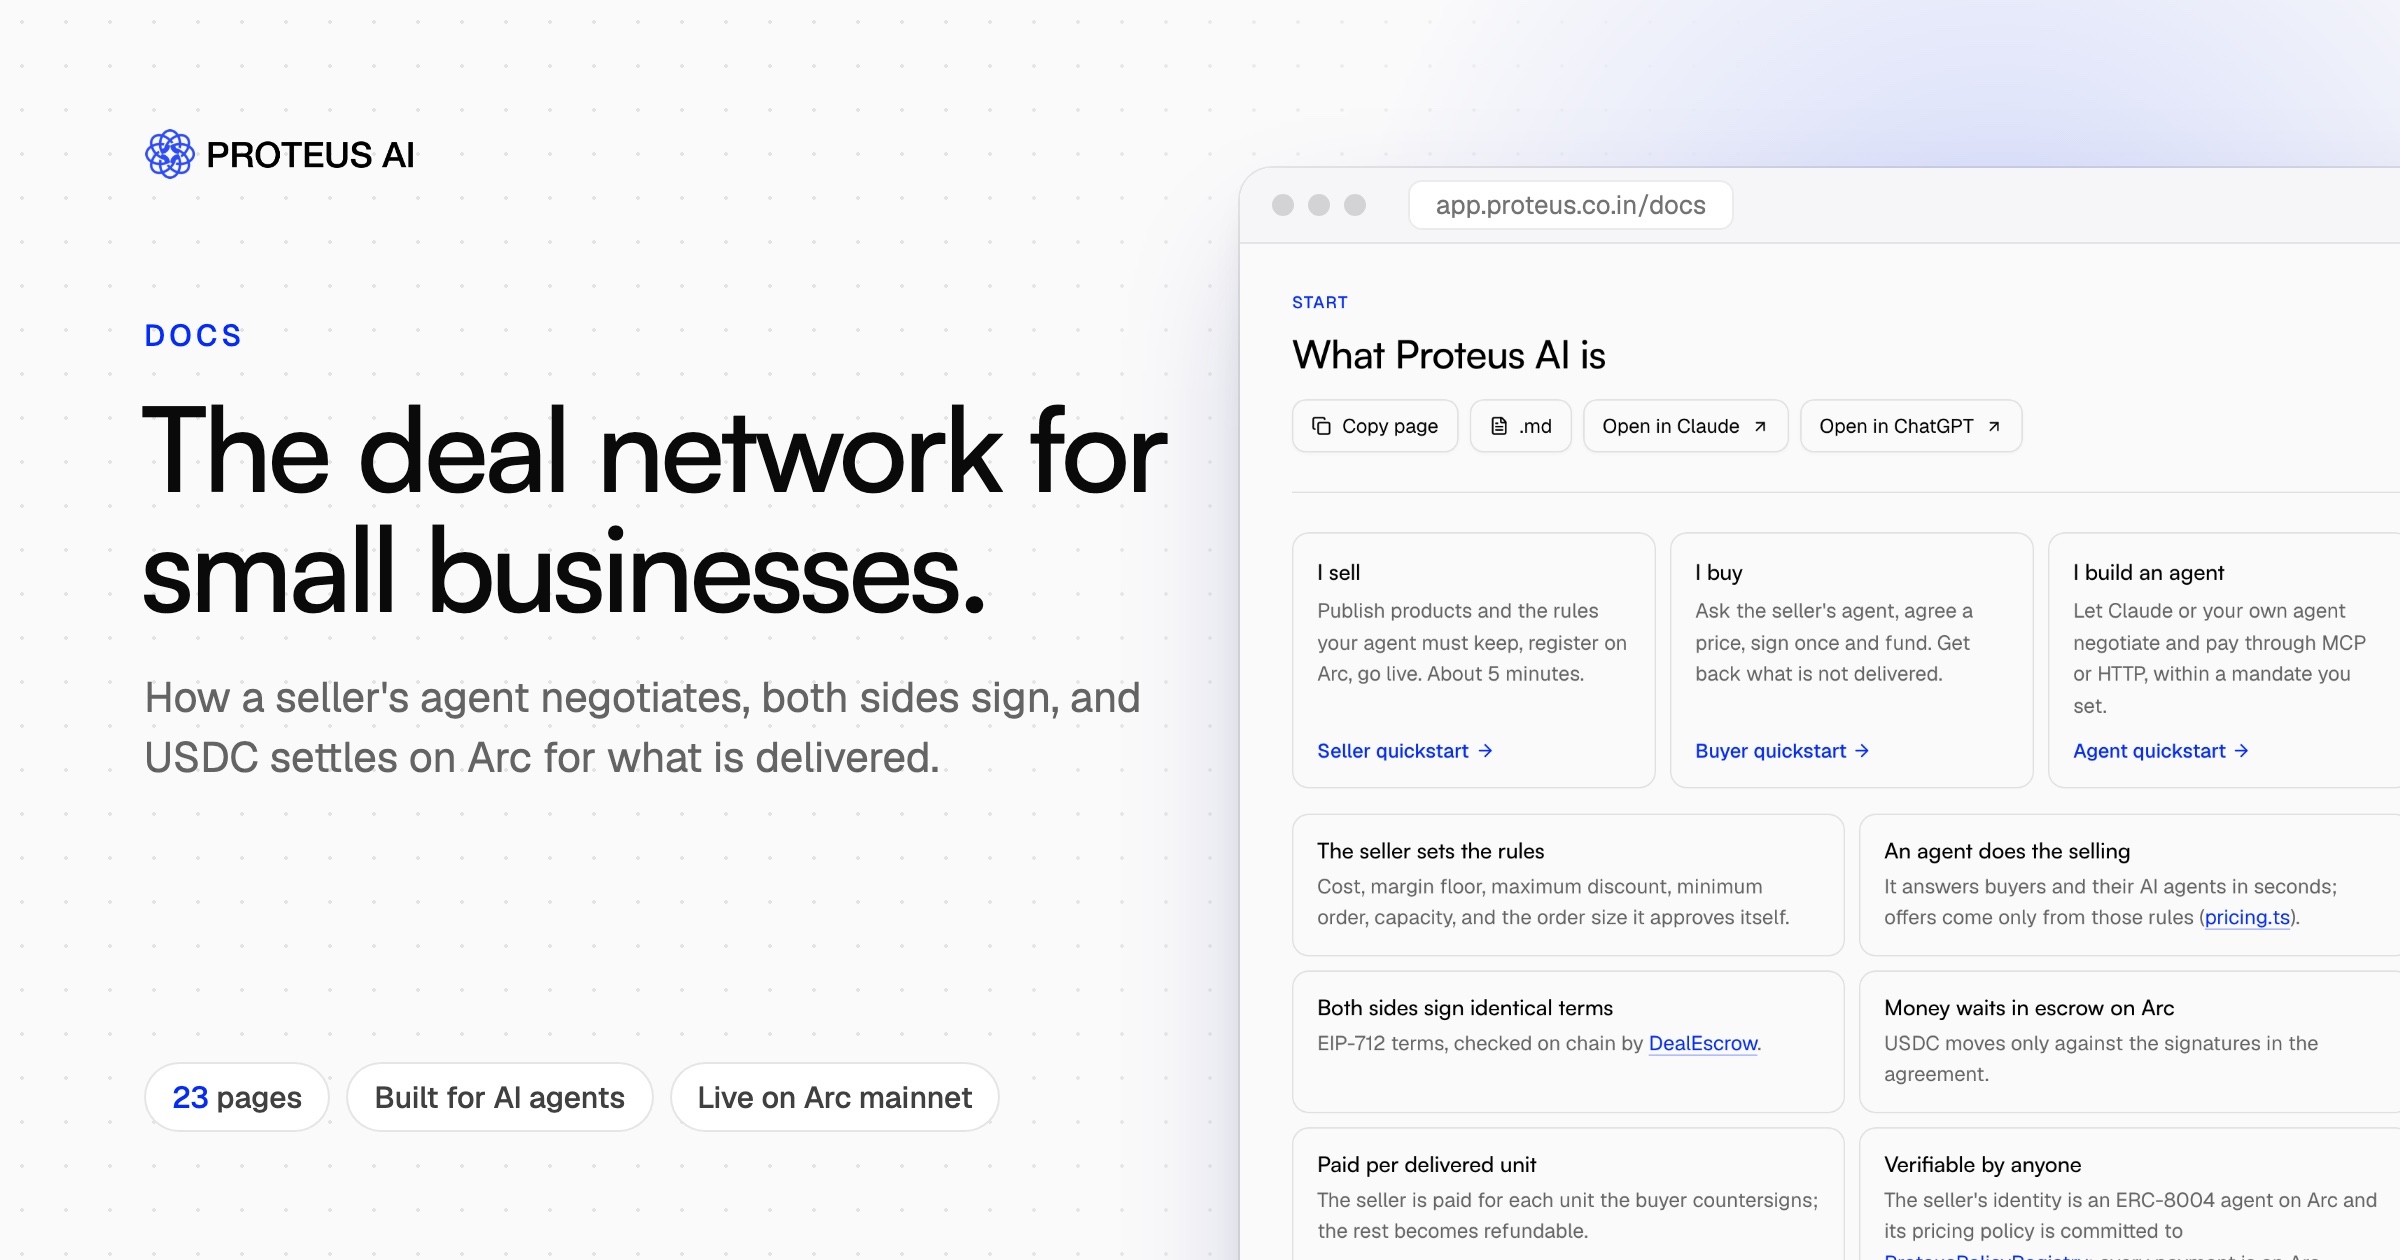 PROTEUS AI
DOCS
The deal network for
small businesses.
How a seller's agent negotiates, both sides sign, and
USDC settles on Arc for what is delivered.
23 pages
Built for AI agents
Live on Arc mainnet
app.proteus.co.in/docs
START
What Proteus AI is
Copy page
.md
Open in Claude
Open in ChatGPT
I sell
Publish products and the rules
your agent must keep, register on
Arc, go live. About 5 minutes.
Seller quickstart →
I buy
Ask the seller's agent, agree a
price, sign once and fund. Get
back what is not delivered.
Buyer quickstart →
I build an agent
Let Claude or your own agent
negotiate and pay through MCP
or HTTP, within a mandate you
set.
Agent quickstart →
The seller sets the rules
Cost, margin floor, maximum discount, minimum
order, capacity, and the order size it approves itself.
An agent does the selling
It answers buyers and their AI agents in seconds;
offers come only from those rules (pricing.ts).
Both sides sign identical terms
EIP-712 terms, checked on chain by DealEscrow.
Money waits in escrow on Arc
USDC moves only against the signatures in the
agreement.
Paid per delivered unit
The seller is paid for each unit the buyer countersigns;
the rest becomes refundable.
Verifiable by anyone
The seller's identity is an ERC-8004 agent on Arc and
its pricing policy is committed to